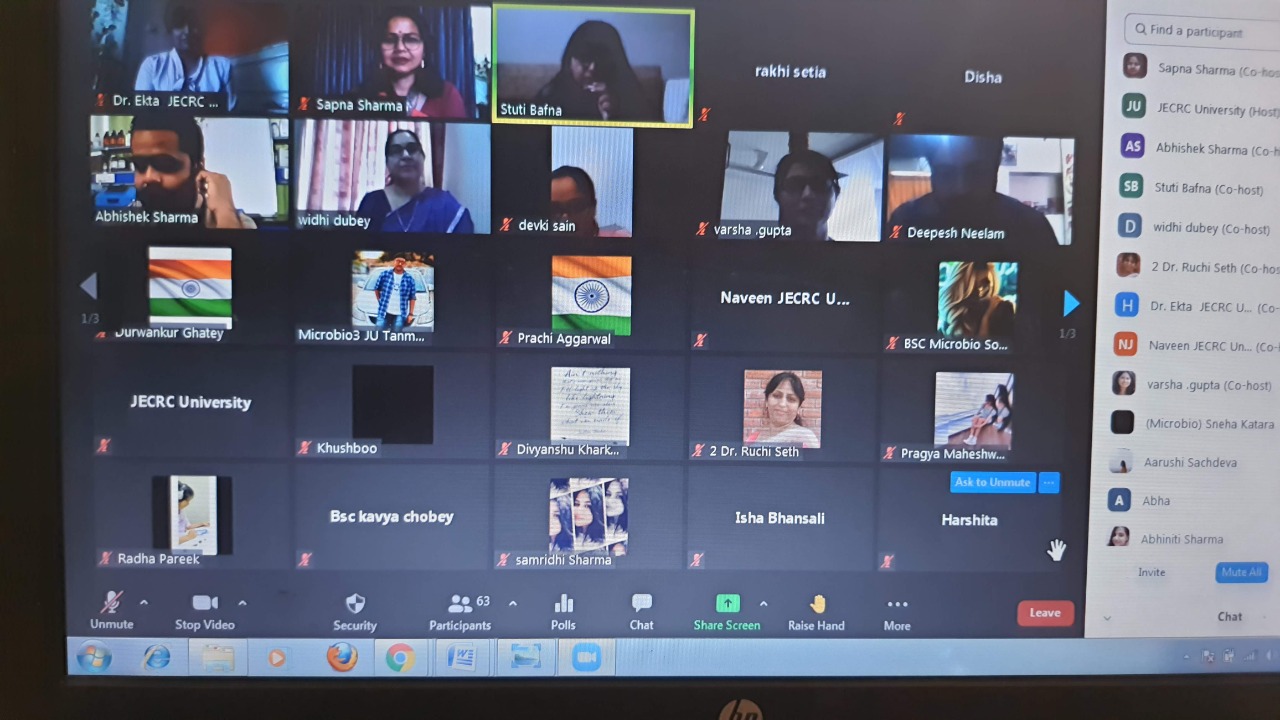 Dr. Ekta JECRC ...
Sapna Sharma
Stuti Bafna
rakhi setia
Disha
Abhishek Sharma
widhi dubey
devki sain
varsha .gupta
Deepesh Neelam
1/3
Durwankur Ghatey
Microbio3 JU Tanm...
Prachi Aggarwal
Naveen JECRC U...
BSC Microbio So...
1/3
JECRC University
Khushboo
Divyanshu Khark...
2 Dr. Ruchi Seth
Pragya Maheshw...
Radha Pareek
Bsc kavya chobey
samridhi Sharma
Isha Bhansali
Ask to Unmute ...
Harshita
Unmute
Stop Video
Security
63
Participants
Polls
Chat
Share Screen
Raise Hand
More
Leave
Find a participant
Sapna Sharma (Co-hos
JU JECRC University (Host)
AS Abhishek Sharma (Co-h
SB Stuti Bafna (Co-host)
D widhi dubey (Co-host)
2 Dr. Ruchi Seth (Co-hos
H Dr. Ekta JECRC U... (Co-
NJ Naveen JECRC Un... (Co-
varsha .gupta (Co-host)
(Microbio) Sneha Katara
Aarushi Sachdeva
A Abha
Abhiniti Sharma
Invite
Mute All
Chat
hp